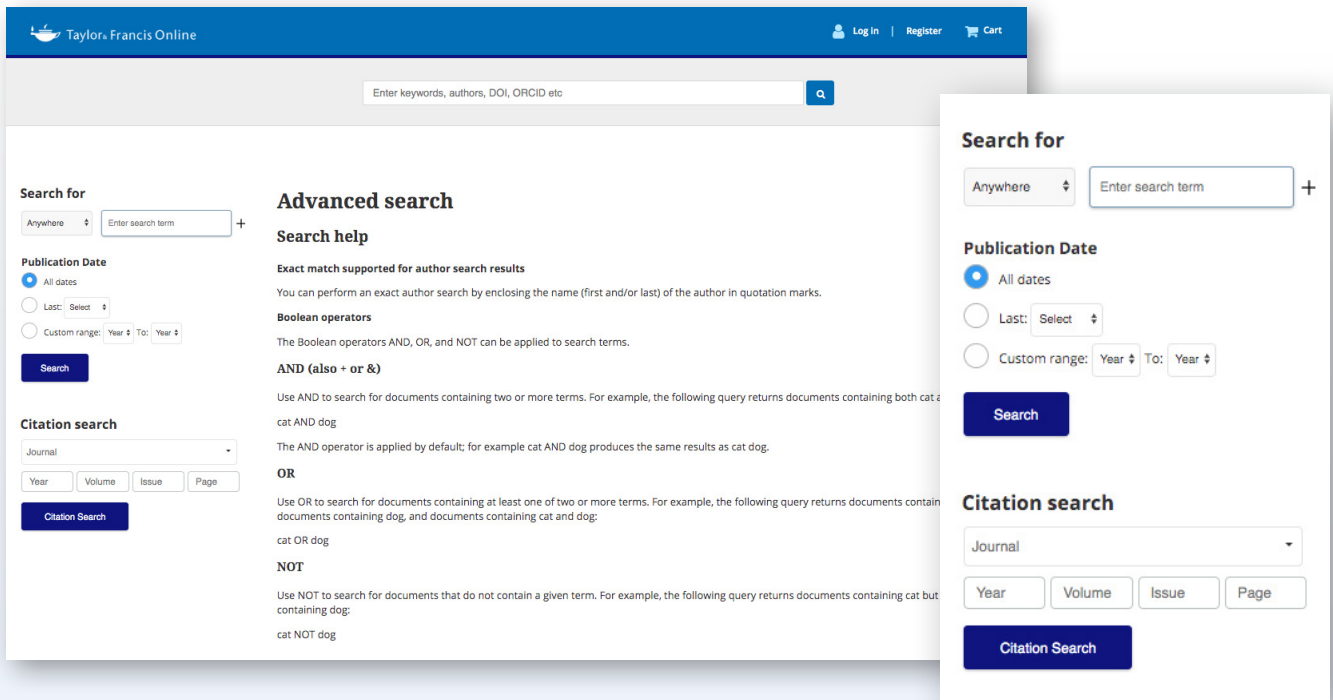 Taylor & Francis Online
Log in | Register Cart
Enter keywords, authors, DOI, ORCID etc
Search for
Anywhere Enter search term +
Publication Date
All dates
Last: Select
Custom range: Year To: Year
Search
Citation search
Journal
Year Volume Issue Page
Citation Search
Advanced search
Search help
Exact match supported for author search results
You can perform an exact author search by enclosing the name (first and/or last) of the author in quotation marks.
Boolean operators
The Boolean operators AND, OR, and NOT can be applied to search terms.
AND (also + or &)
Use AND to search for documents containing two or more terms. For example, the following query returns documents containing both cat
cat AND dog
The AND operator is applied by default; for example cat AND dog produces the same results as cat dog.
OR
Use OR to search for documents containing at least one of two or more terms. For example, the following query returns documents
documents containing dog, and documents containing cat and dog:
cat OR dog
NOT
Use NOT to search for documents that do not contain a given term. For example, the following query returns documents containing cat but
containing dog:
cat NOT dog
Search for
Anywhere Enter search term +
Publication Date
All dates
Last: Select
Custom range: Year To: Year
Search
Citation search
Journal
Year Volume Issue Page
Citation Search